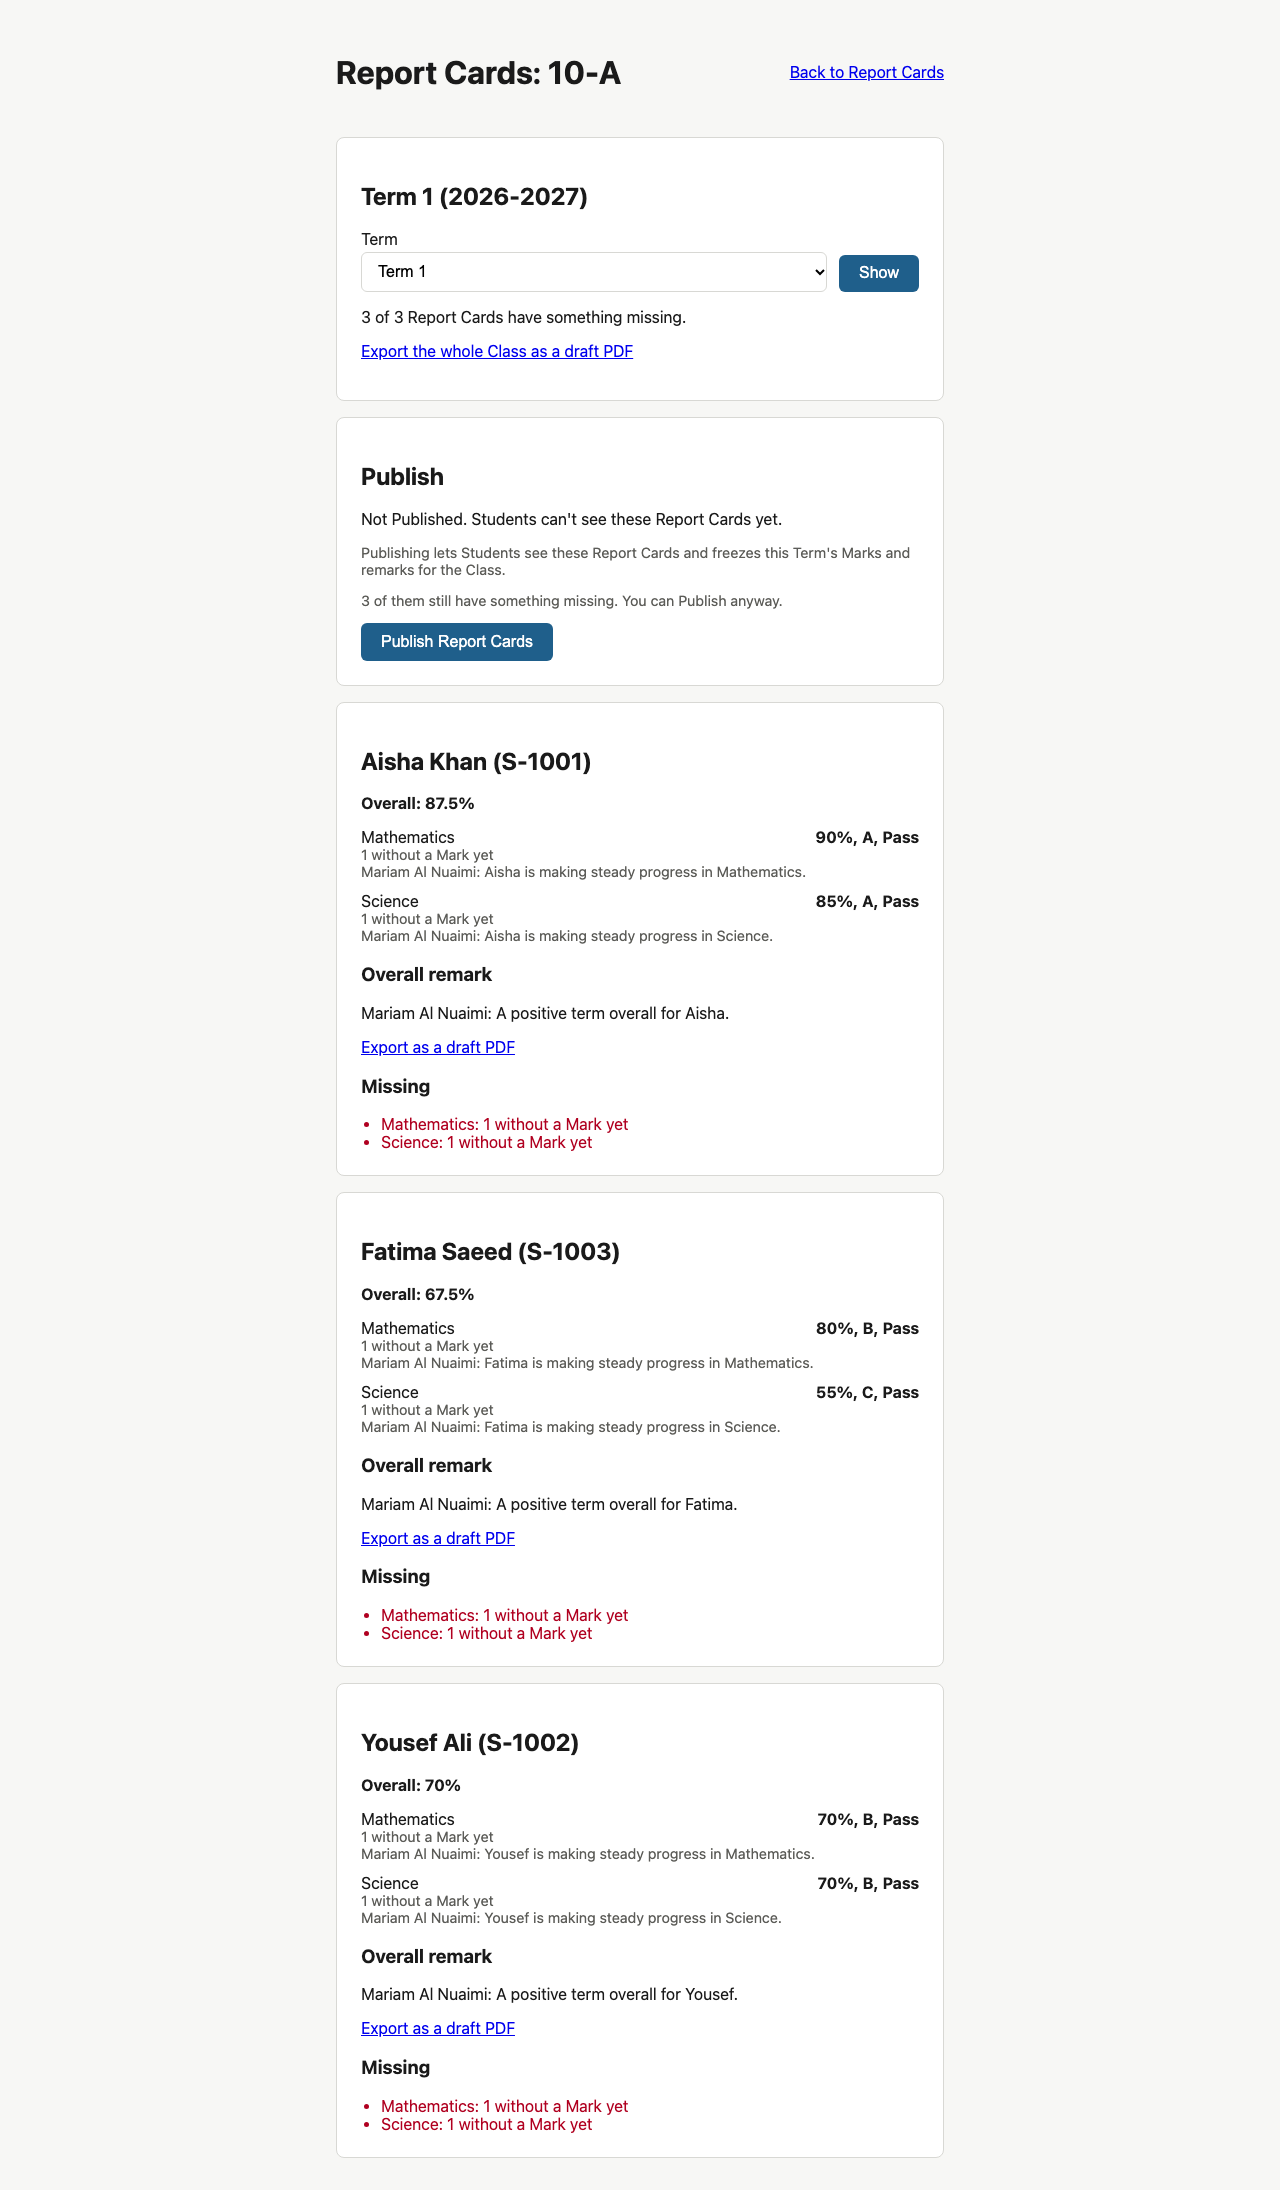 Report Cards: 10-A
Back to Report Cards
Term 1 (2026-2027)
Term
Term 1
Show
3 of 3 Report Cards have something missing.
Export the whole Class as a draft PDF
Publish
Not Published. Students can't see these Report Cards yet.
Publishing lets Students see these Report Cards and freezes this Term's Marks and
remarks for the Class.
3 of them still have something missing. You can Publish anyway.
Publish Report Cards
Aisha Khan (S-1001)
Overall: 87.5%
Mathematics
90%, A, Pass
1 without a Mark yet
Mariam Al Nuaimi: Aisha is making steady progress in Mathematics.
Science
85%, A, Pass
1 without a Mark yet
Mariam Al Nuaimi: Aisha is making steady progress in Science.
Overall remark
Mariam Al Nuaimi: A positive term overall for Aisha.
Export as a draft PDF
Missing
• Mathematics: 1 without a Mark yet
• Science: 1 without a Mark yet
Fatima Saeed (S-1003)
Overall: 67.5%
Mathematics
80%, B, Pass
1 without a Mark yet
Mariam Al Nuaimi: Fatima is making steady progress in Mathematics.
Science
55%, C, Pass
1 without a Mark yet
Mariam Al Nuaimi: Fatima is making steady progress in Science.
Overall remark
Mariam Al Nuaimi: A positive term overall for Fatima.
Export as a draft PDF
Missing
• Mathematics: 1 without a Mark yet
• Science: 1 without a Mark yet
Yousef Ali (S-1002)
Overall: 70%
Mathematics
70%, B, Pass
1 without a Mark yet
Mariam Al Nuaimi: Yousef is making steady progress in Mathematics.
Science
70%, B, Pass
1 without a Mark yet
Mariam Al Nuaimi: Yousef is making steady progress in Science.
Overall remark
Mariam Al Nuaimi: A positive term overall for Yousef.
Export as a draft PDF
Missing
• Mathematics: 1 without a Mark yet
• Science: 1 without a Mark yet